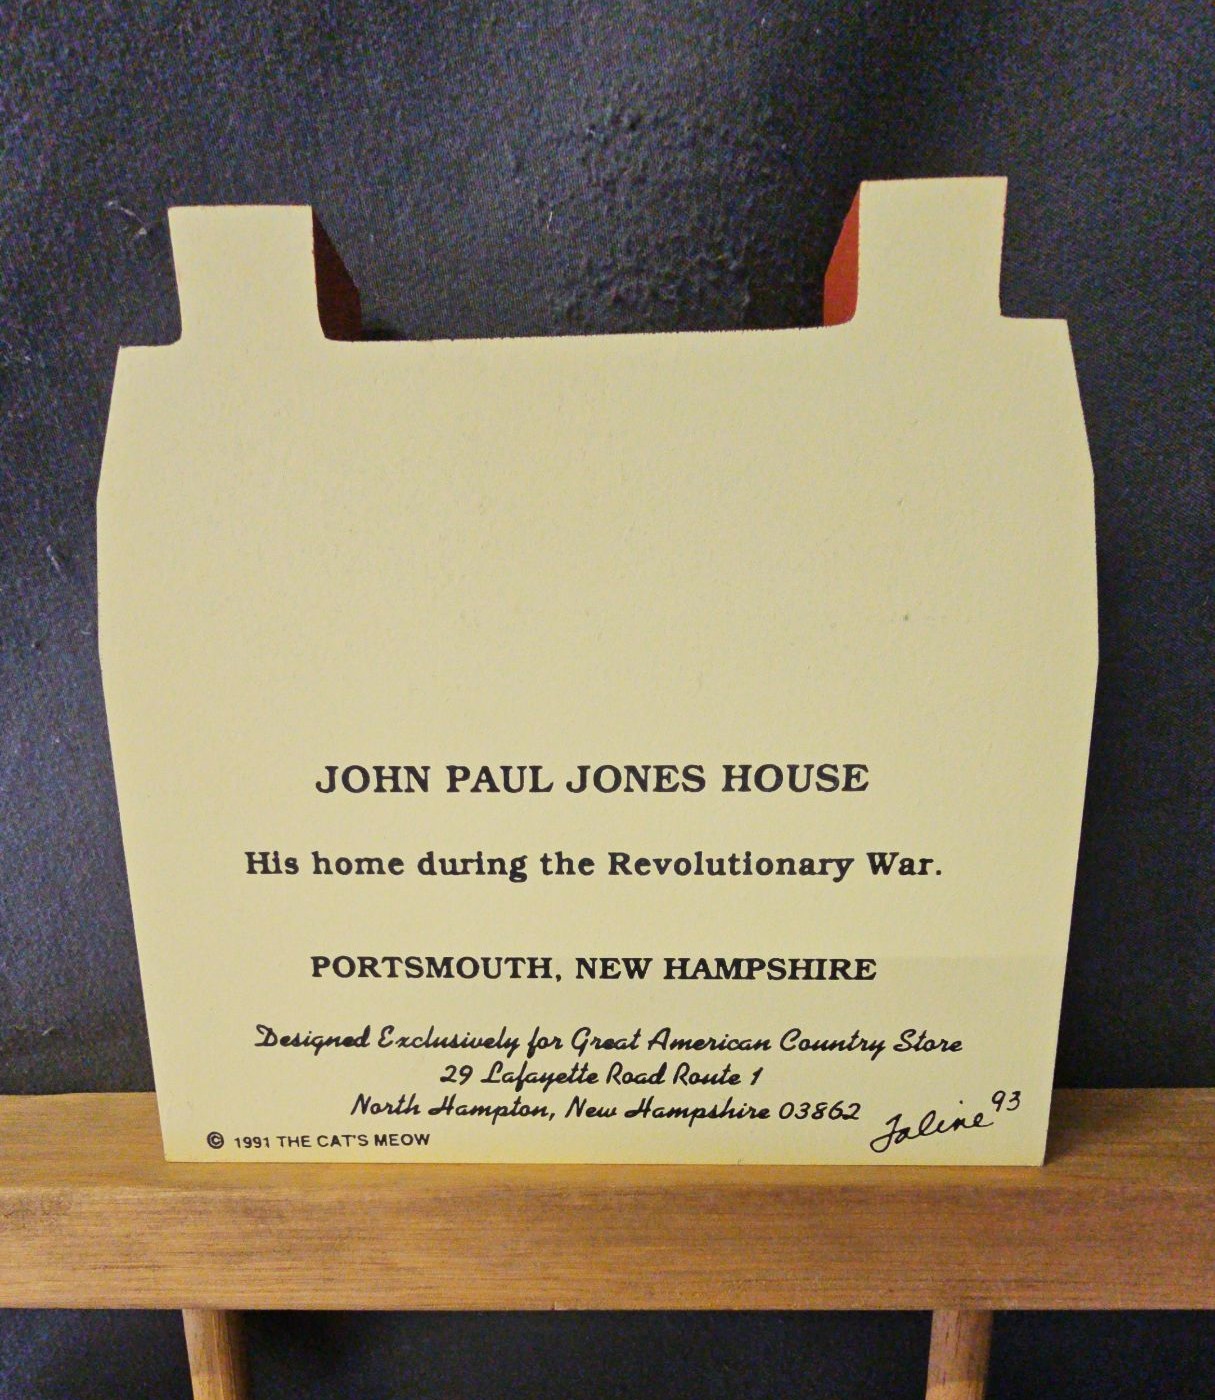 JOHN PAUL JONES HOUSE
His home during the Revolutionary War.
PORTSMOUTH, NEW HAMPSHIRE
Designed Exclusively for Great American Country Store
29 Lafayette Road Route 1
North Hampton, New Hampshire 03862
© 1991 THE CAT'S MEOW
Faline 93